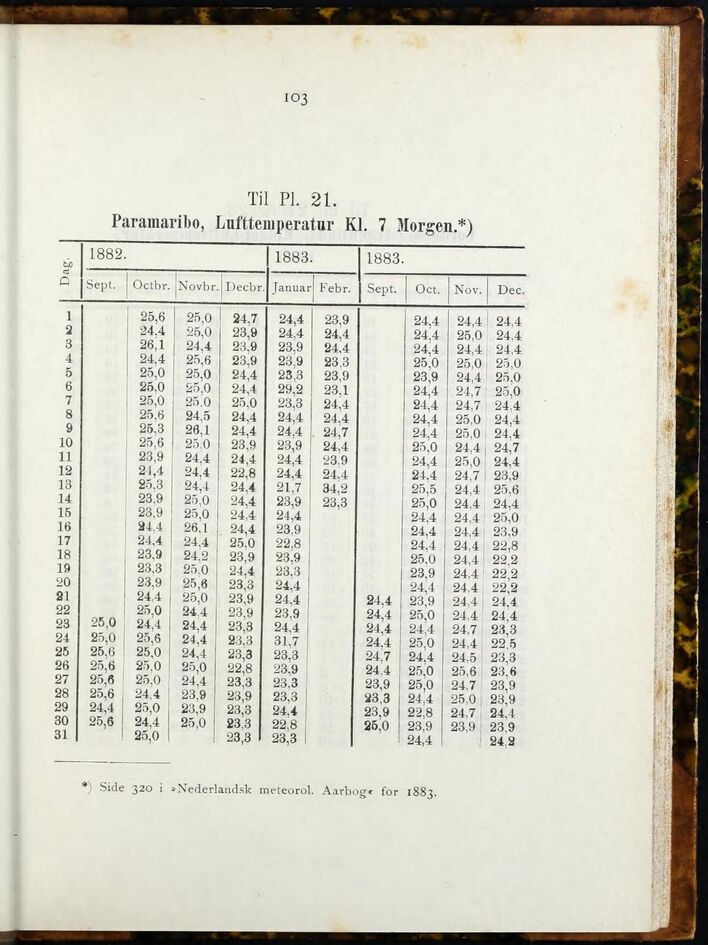 103
Til Pl. 21.
Paramaribo, Lufttemperatur Kl. 7 Morgen.*)
Dag. 1882. 1883. 1883.
Sept. Octbr. Novbr. Decbr. Januar Febr. Sept. Oct. Nov. Dec.
1 25,6 25,0 24,7 24,4 23,9 24,4 24,4 24,4
2 24,4 25,0 23,9 24,4 24,4 24,4 25,0 24,4
3 26,1 24,4 23,9 23,9 24,4 24,4 24,4 24,4
4 24,4 25,6 23,9 23,9 23,3 25,0 25,0 25,0
5 25,0 25,0 24,4 23,3 23,9 23,9 24,4 25,0
6 25,0 25,0 24,4 29,2 23,1 24,4 24,7 25,0
7 25,0 25,0 25,0 23,3 24,4 24,4 24,7 24,4
8 25,6 24,5 24,4 24,4 24,4 24,4 25,0 24,4
9 25,3 26,1 24,4 24,4 24,7 24,4 25,0 24,4
10 25,6 25,0 23,9 23,9 24,4 25,0 24,4 24,7
11 23,9 24,4 24,4 24,4 23,9 24,4 25,0 24,4
12 24,4 24,4 22,8 24,4 24,4 24,4 24,7 23,9
13 25,3 24,4 24,4 21,7 34,2 25,5 24,4 25,6
14 23,9 25,0 24,4 23,9 23,3 25,0 24,4 24,4
15 23,9 25,0 24,4 24,4 24,4 24,4 25,0
16 24,4 26,1 24,4 23,9 24,4 24,4 23,9
17 24,4 24,4 25,0 22,8 24,4 24,4 22,8
18 23,9 24,2 23,9 23,9 25,0 24,4 22,2
19 23,3 25,0 24,4 23,3 23,9 24,4 22,2
20 23,9 25,6 23,3 24,4 24,4 24,4 22,2
21 24,4 25,0 23,9 24,4 24,4 23,9 24,4 24,4
22 25,0 24,4 23,9 23,9 24,4 25,0 24,4 24,4
23 25,0 24,4 24,4 23,3 24,4 24,4 24,4 24,7 23,3
24 25,0 25,6 24,4 23,3 31,7 24,4 25,0 24,4 22,5
25 25,6 25,0 24,4 23,3 23,3 24,7 24,4 24,5 23,3
26 25,6 25,0 25,0 22,8 23,9 24,4 25,0 25,6 23,6
27 25,6 25,0 24,4 23,3 23,3 23,9 25,0 24,7 23,9
28 25,6 24,4 23,9 23,9 23,3 23,3 24,4 25,0 23,9
29 24,4 25,0 23,9 23,3 24,4 23,9 22,8 24,7 24,4
30 25,6 24,4 25,0 23,3 22,8 25,0 23,9 23,9 23,9
31 25,0 23,3 23,3 24,4 24,2
*) Side 320 i »Nederlandsk meteorol. Aarbog« for 1883.